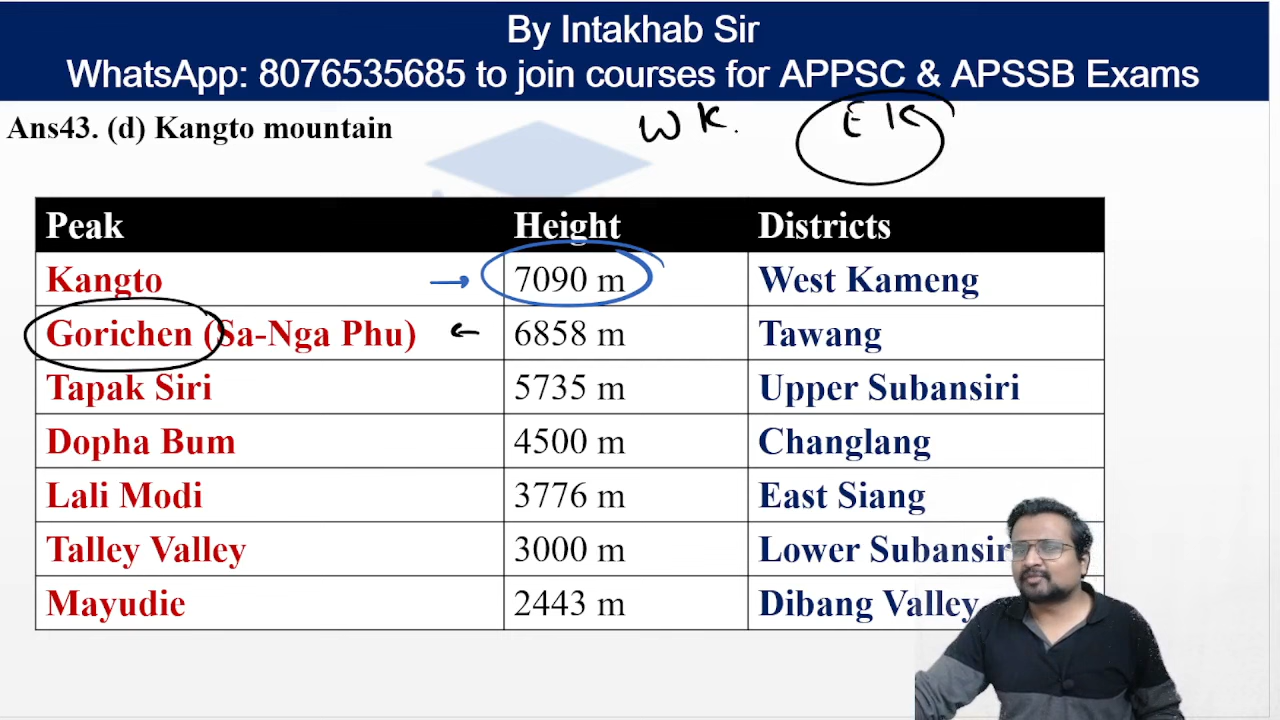 By Intakhab Sir
WhatsApp: 8076535685 to join courses for APPSC & APSSB Exams
Ans43. (d) Kangto mountain
W K. E K
Peak Height Districts
Kangto 7090 m West Kameng
Gorichen (Sa-Nga Phu) 6858 m Tawang
Tapak Siri 5735 m Upper Subansiri
Dopha Bum 4500 m Changlang
Lali Modi 3776 m East Siang
Talley Valley 3000 m Lower Subansir
Mayudie 2443 m Dibang Valley